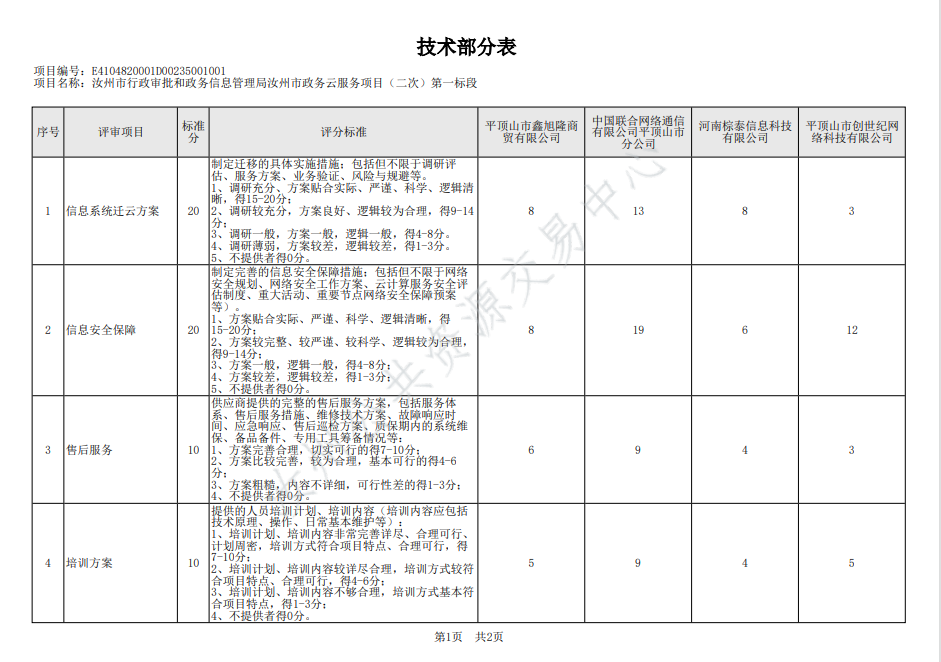 技术部分表
项目编号: E4104820001D00235001001
项目名称: 汝州市行政审批和政务信息管理局汝州市政务云服务项目（二次）第一标段
序号 评审项目 标准分 评分标准 平顶山市鑫旭隆商贸有限公司 中国联合网络通信有限公司平顶山市分公司 河南棕泰信息科技有限公司 平顶山市创世纪网络科技有限公司
1 信息系统迁云方案 20
制定迁移的具体实施措施；包括但不限于调研评
估、服务方案、业务验证、风险与规避等。
1、调研充分、方案贴合实际、严谨、科学、逻辑清
晰，得15-20分；
2、调研较充分，方案良好、逻辑较为合理，得9-14
分；
3、调研一般，方案一般，逻辑一般，得4-8分。
4、调研薄弱，方案较差，逻辑较差，得1-3分。
5、不提供者得0分。
8 13 8 3
2 信息安全保障 20
制定完善的信息安全保障措施；包括但不限于网络
安全规划、网络安全工作方案、云计算服务安全评
估制度、重大活动、重要节点网络安全保障预案
等）。
1、方案贴合实际、严谨、科学、逻辑清晰，得
15-20分；
2、方案较完整、较严谨、较科学、逻辑较为合理，
得9-14分；
3、方案一般，逻辑一般，得4-8分；
4、方案较差，逻辑较差，得1-3分；
5、不提供者得0分。
8 19 6 12
3 售后服务 10
供应商提供的完整的售后服务方案，包括服务体
系、售后服务措施、维修技术方案、故障响应时
间、应急响应、售后巡检方案、质保期内的系统维
保、备品备件、专用工具筹备情况等：
1、方案完善合理，切实可行的得7-10分；
2、方案比较完善，较为合理，基本可行的得4-6
分；
3、方案粗糙，内容不详细，可行性差的得1-3分；
4、不提供者得0分。
6 9 4 3
4 培训方案 10
提供的人员培训计划、培训内容（培训内容应包括
技术原理、操作、日常基本维护等）：
1、培训计划、培训内容非常完善详尽、合理可行、
计划周密，培训方式符合项目特点、合理可行，得
7-10分；
2、培训计划、培训内容较详尽合理，培训方式较符
合项目特点、合理可行，得4-6分；
3、培训计划、培训内容不够合理，培训方式基本符
合项目特点，得1-3分；
4、不提供者得0分。
5 9 4 5
共资源交易中心
第1页 共2页